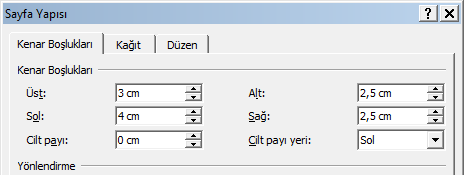 Sayfa Yapısı
Kenar Boşlukları Kağıt Düzen
Kenar Boşlukları
Üst: 3 cm Alt: 2,5 cm
Sol: 4 cm Sağ: 2,5 cm
Cilt payı: 0 cm Cilt payı yeri: Sol
Yönlendirme